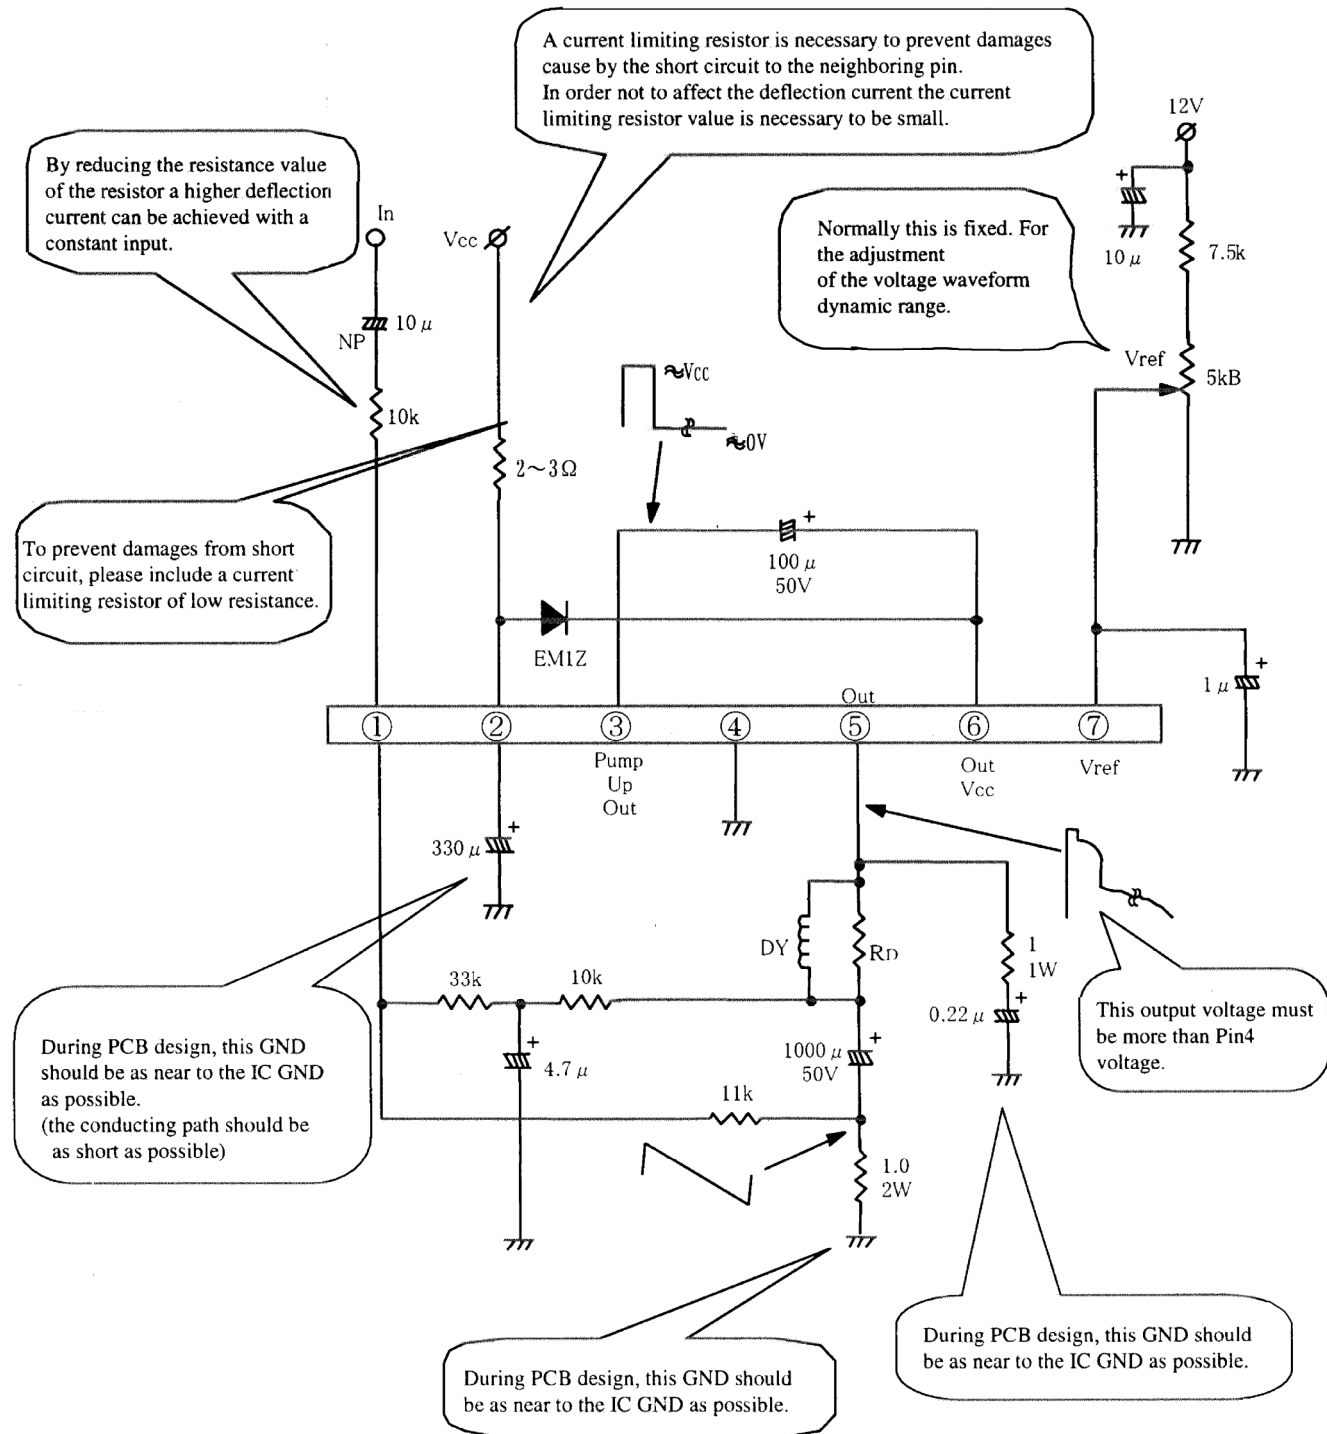 A current limiting resistor is necessary to prevent damages
cause by the short circuit to the neighboring pin.
In order not to affect the deflection current the current
limiting resistor value is necessary to be small.
12V
By reducing the resistance value
of the resistor a higher deflection
current can be achieved with a
constant input.
In
Vcc
+
10μ
7.5k
Normally this is fixed. For
the adjustment
of the voltage waveform
dynamic range.
NP
10μ
Vref
5kB
≈Vcc
≈0V
10k
2～3Ω
To prevent damages from short
circuit, please include a current
limiting resistor of low resistance.
+
100μ
50V
EM1Z
+
1μ
Out
① ② ③ ④ ⑤ ⑥ ⑦
Pump
Up
Out
Out
Vcc
Vref
+
330μ
DY
RD
1
1W
33k
10k
+
0.22μ
This output voltage must
be more than Pin4
voltage.
During PCB design, this GND
should be as near to the IC GND
as possible.
(the conducting path should be
as short as possible)
+
4.7μ
+
1000μ
50V
11k
1.0
2W
During PCB design, this GND should
be as near to the IC GND as possible.
During PCB design, this GND should
be as near to the IC GND as possible.